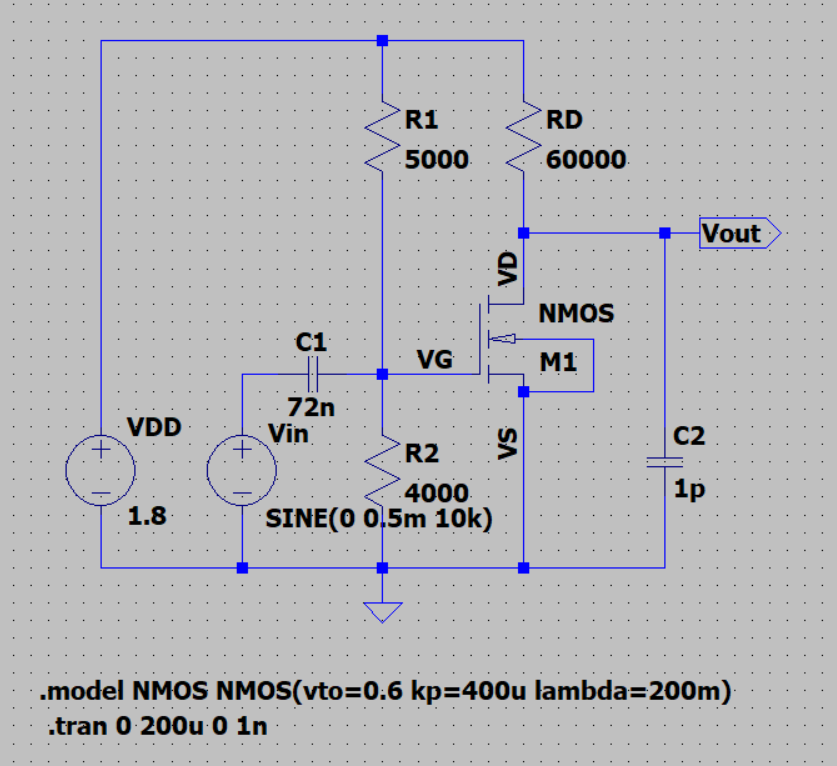 R1
5000
RD
60000
Vout
VD
NMOS
M1
C1
72n
VG
VDD
1.8
Vin
SINE(0 0.5m 10k)
R2
4000
VS
C2
1p
.model NMOS NMOS(vto=0.6 kp=400u lambda=200m)
.tran 0 200u 0 1n